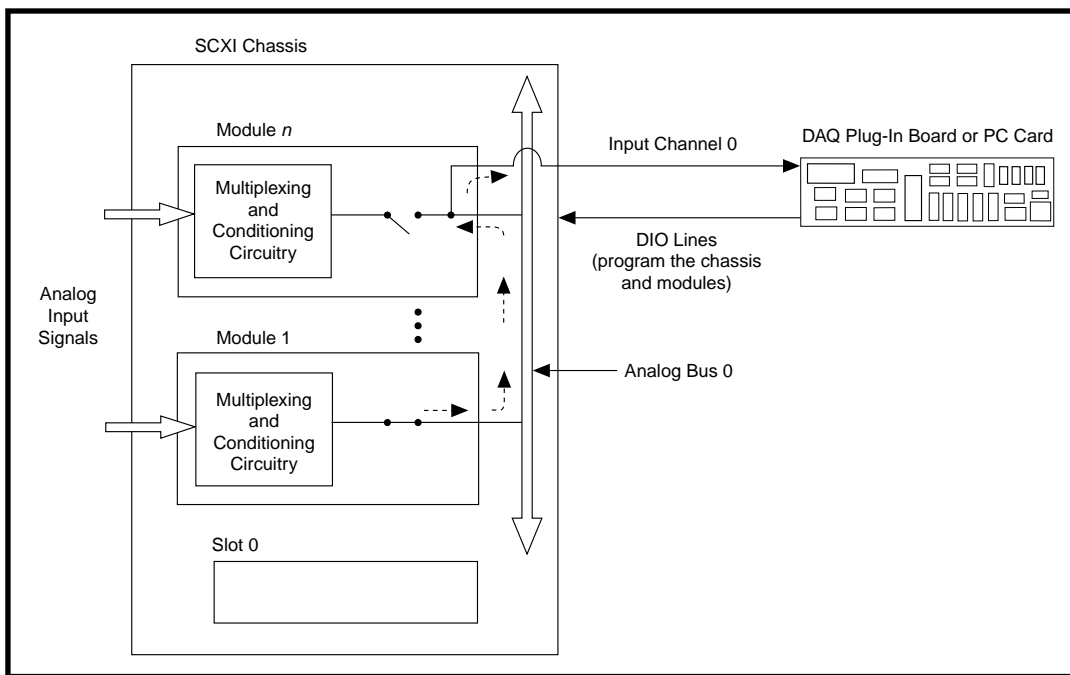 SCXI Chassis
Module n
Multiplexing
and
Conditioning
Circuitry
Input Channel 0
DAQ Plug-In Board or PC Card
DIO Lines
(program the chassis
and modules)
Analog
Input
Signals
Module 1
Multiplexing
and
Conditioning
Circuitry
Analog Bus 0
Slot 0